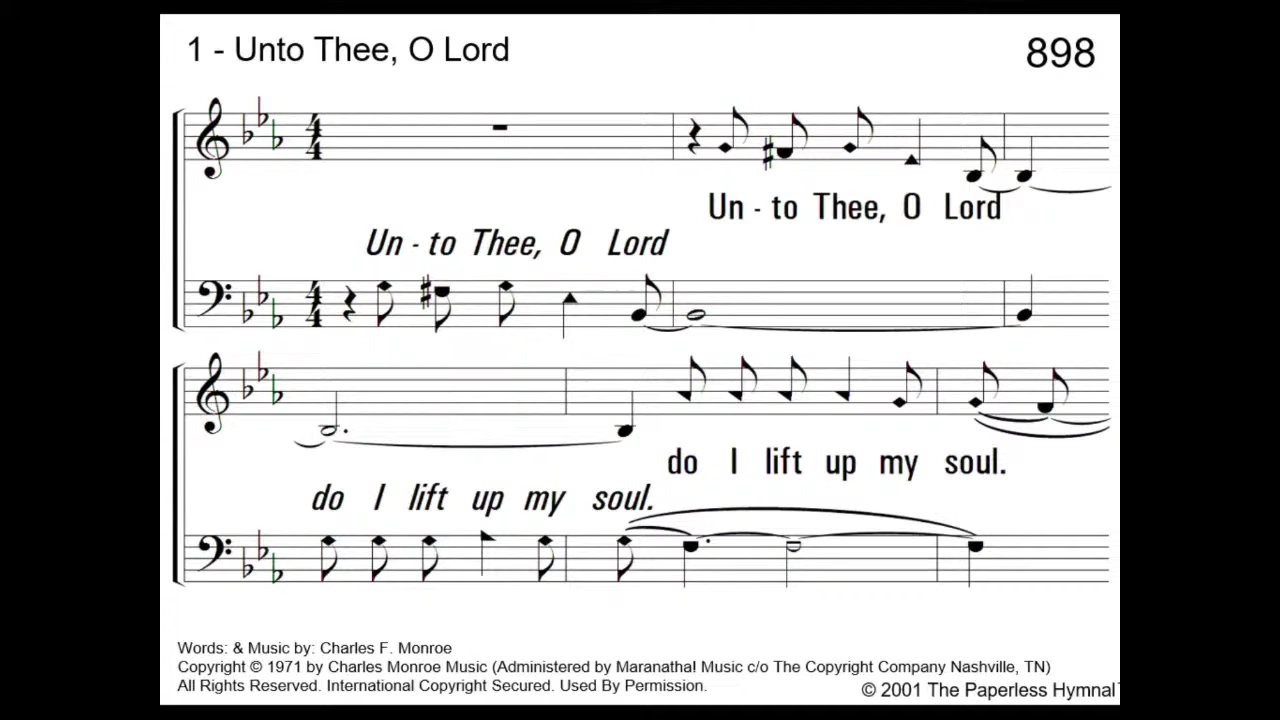 1 - Unto Thee, O Lord
898
Un - to Thee, O Lord
Un - to Thee, O Lord
do I lift up my soul.
do I lift up my soul.
Words: & Music by: Charles F. Monroe
Copyright © 1971 by Charles Monroe Music (Administered by Maranatha! Music c/o The Copyright Company Nashville, TN)
All Rights Reserved. International Copyright Secured. Used By Permission.
© 2001 The Paperless Hymnal